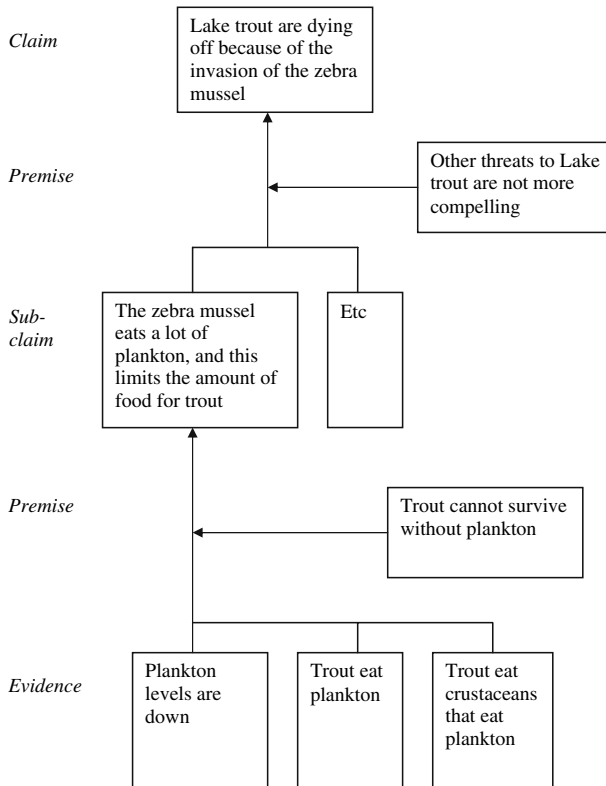 Claim
Lake trout are dying
off because of the
invasion of the zebra
mussel
Premise
Other threats to Lake
trout are not more
compelling
Sub-
claim
The zebra mussel
eats a lot of
plankton, and this
limits the amount of
food for trout
Etc
Premise
Trout cannot survive
without plankton
Evidence
Plankton
levels are
down
Trout eat
plankton
Trout eat
crustaceans
that eat
plankton